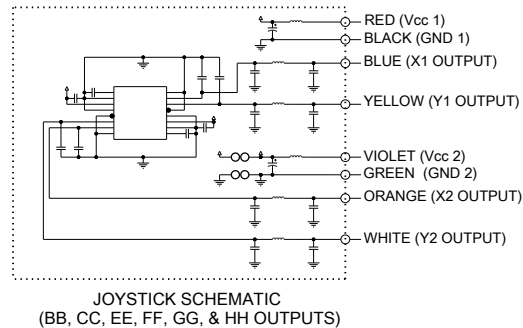 RED (Vcc 1)
BLACK (GND 1)
BLUE (X1 OUTPUT)
YELLOW (Y1 OUTPUT)
VIOLET (Vcc 2)
GREEN (GND 2)
ORANGE (X2 OUTPUT)
WHITE (Y2 OUTPUT)
JOYSTICK SCHEMATIC
(BB, CC, EE, FF, GG, & HH OUTPUTS)